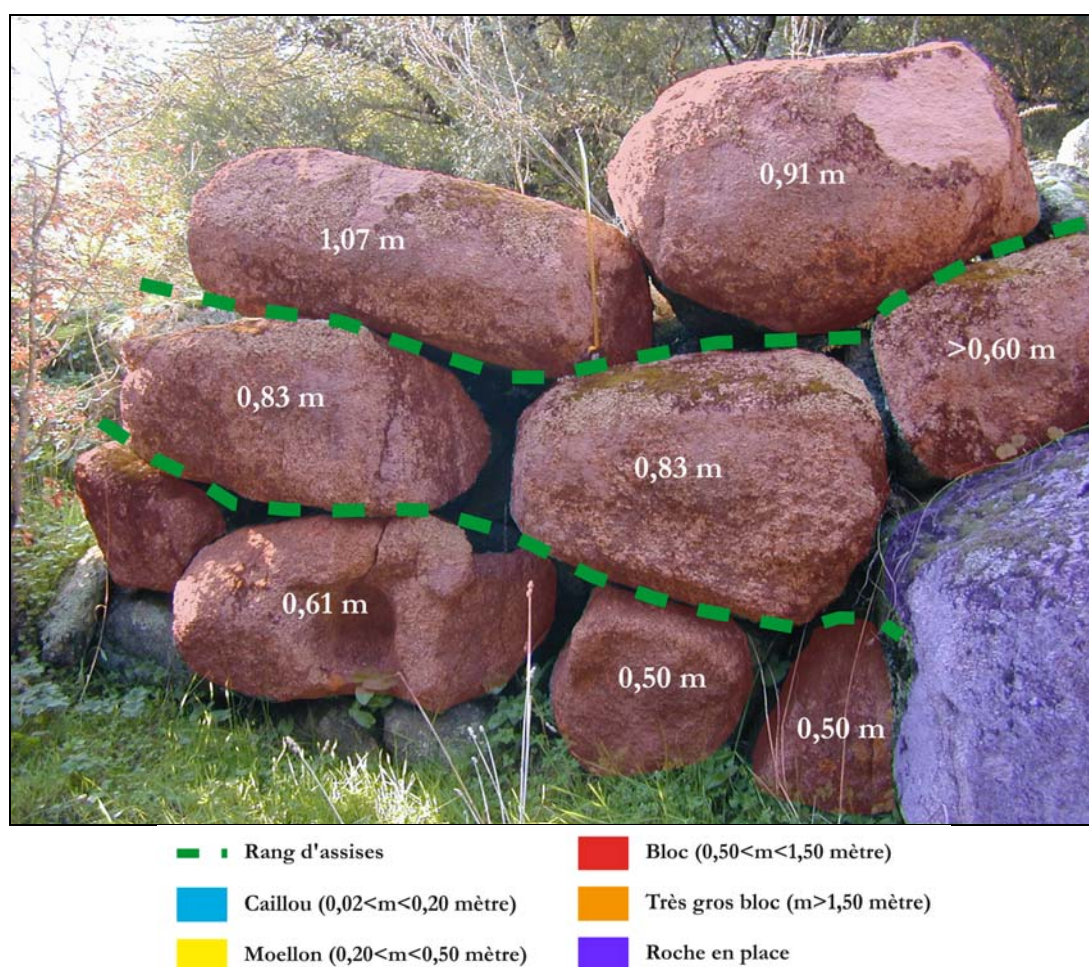 0,91 m
1,07 m
>0,60 m
0,83 m
0,83 m
0,61 m
0,50 m
0,50 m
Rang d'assises
Bloc (0,50<m<1,50 mètre)
Caillou (0,02<m<0,20 mètre)
Très gros bloc (m>1,50 mètre)
Moellon (0,20<m<0,50 mètre)
Roche en place